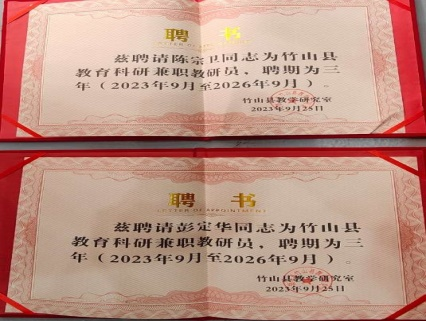 聘 书
LETTER OF APPOINTMENT
兹聘请陈宗卫同志为竹山县
教育科研兼职教研员，聘期为三
年（2023年9月至2026年9月）。
竹山县教学研究室
2023年9月25日
聘 书
LETTER OF APPOINTMENT
兹聘请彭定华同志为竹山县
教育科研兼职教研员，聘期为三
年（2023年9月至2026年9月）。
竹山县教学研究室
2023年9月25日